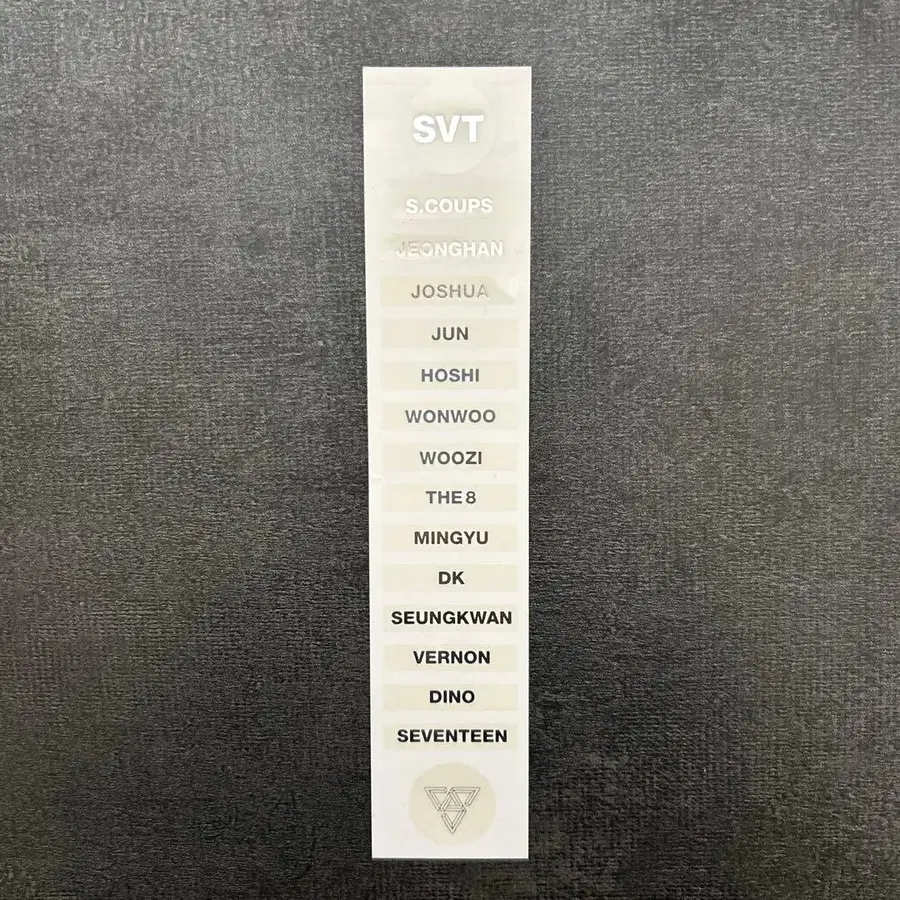 SVT
S.COUPS
JEONGHAN
JOSHUA
JUN
HOSHI
WONWOO
WOOZI
THE 8
MINGYU
DK
SEUNGKWAN
VERNON
DINO
SEVENTEEN